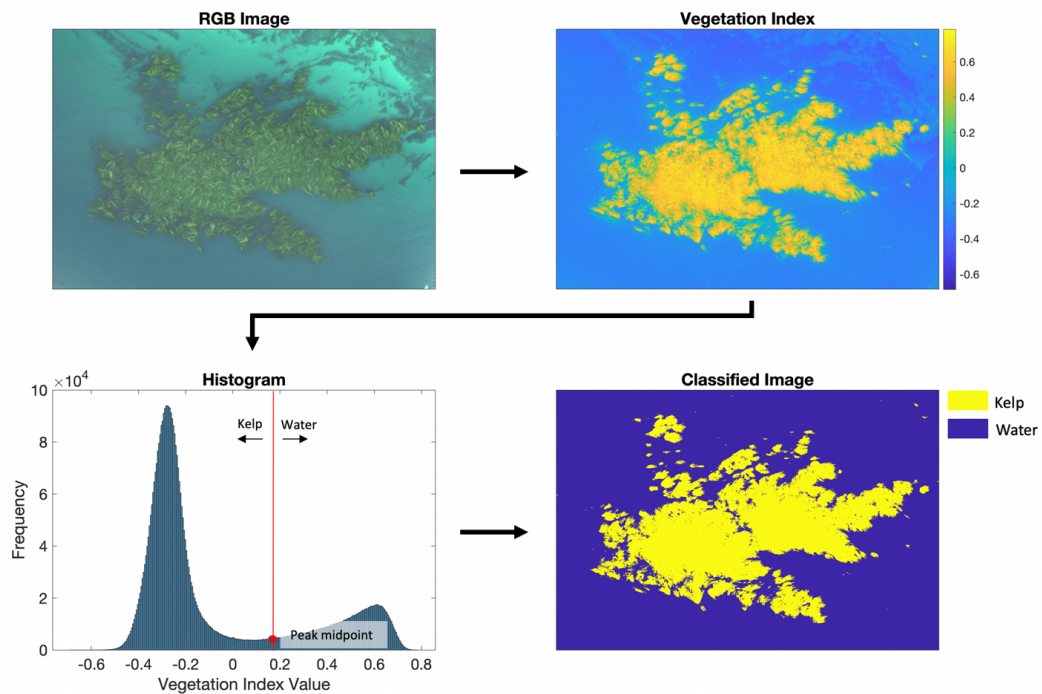 RGB Image
Vegetation Index
0.6
0.4
0.2
0
-0.2
-0.4
-0.6
Histogram
×10⁴
10
8
6
4
2
0
Frequency
Kelp
Water
Peak midpoint
-0.6
-0.4
-0.2
0
0.2
0.4
0.6
0.8
Vegetation Index Value
Classified Image
Kelp
Water